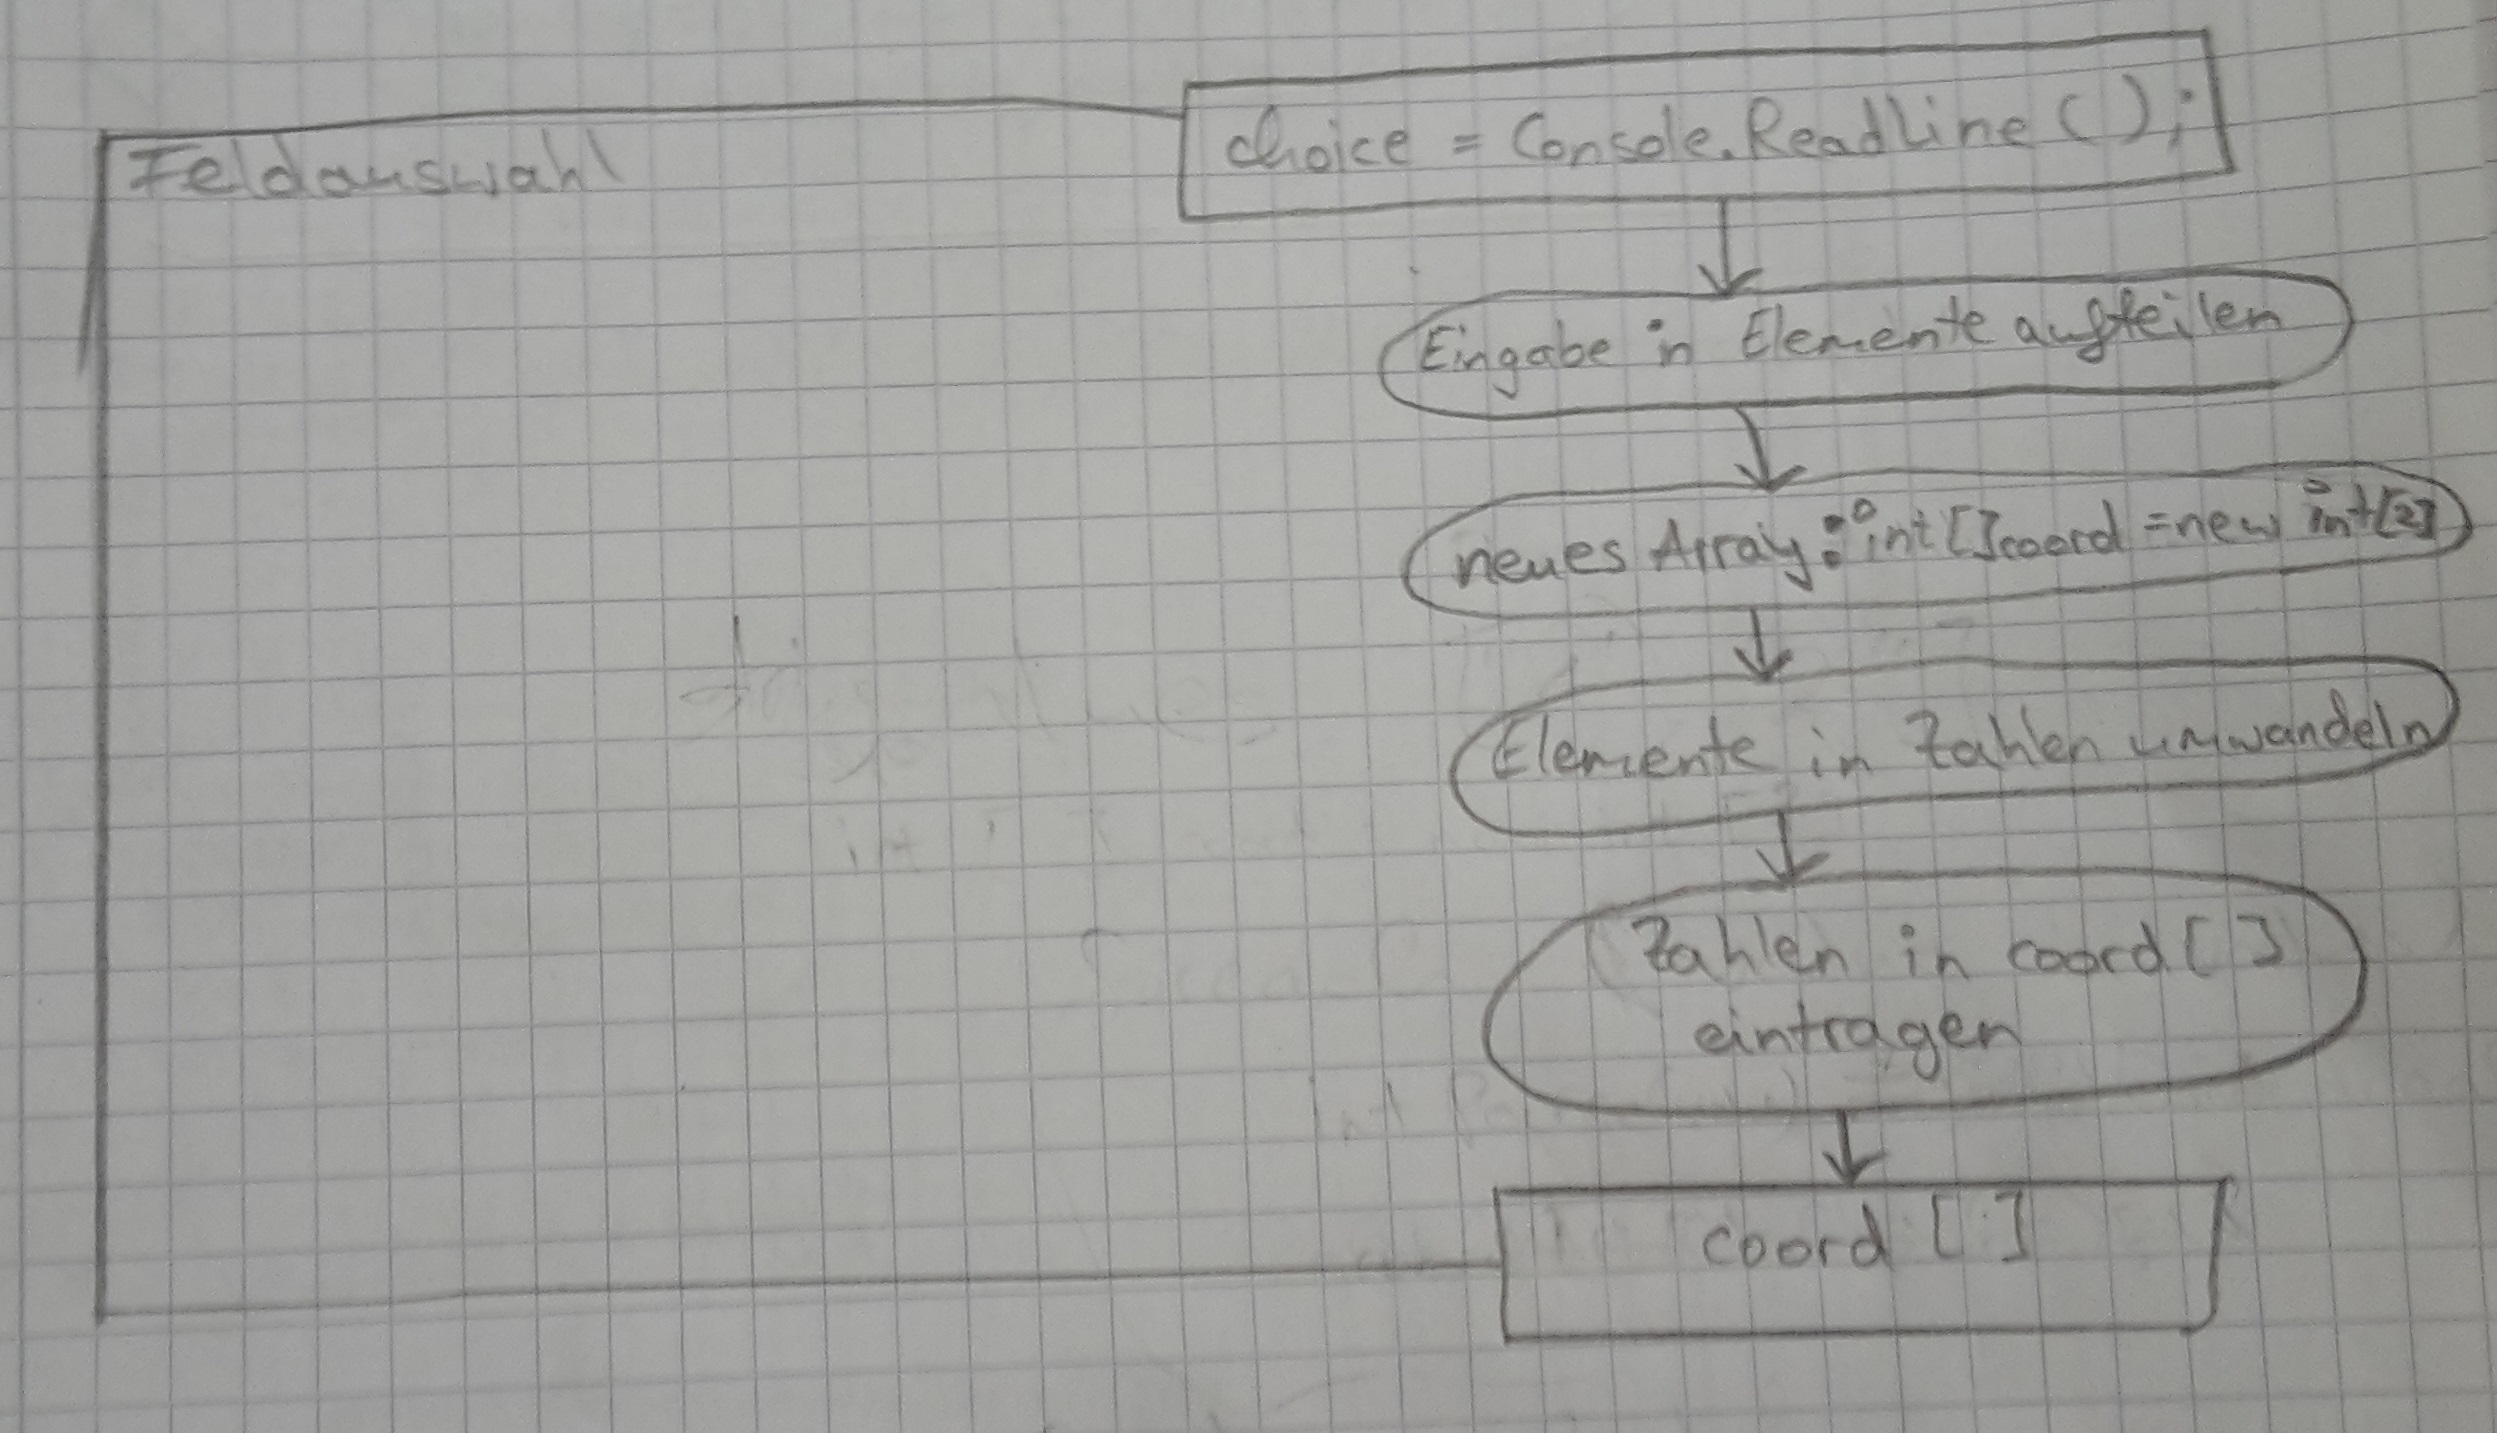 Feldauswahl
choice = Console.ReadLine();
Eingabe in Elemente aufteilen
neues Array: int[]coord =new int[2]
Elemente in Zahlen umwandeln
Zahlen in coord[]
eintragen
coord []